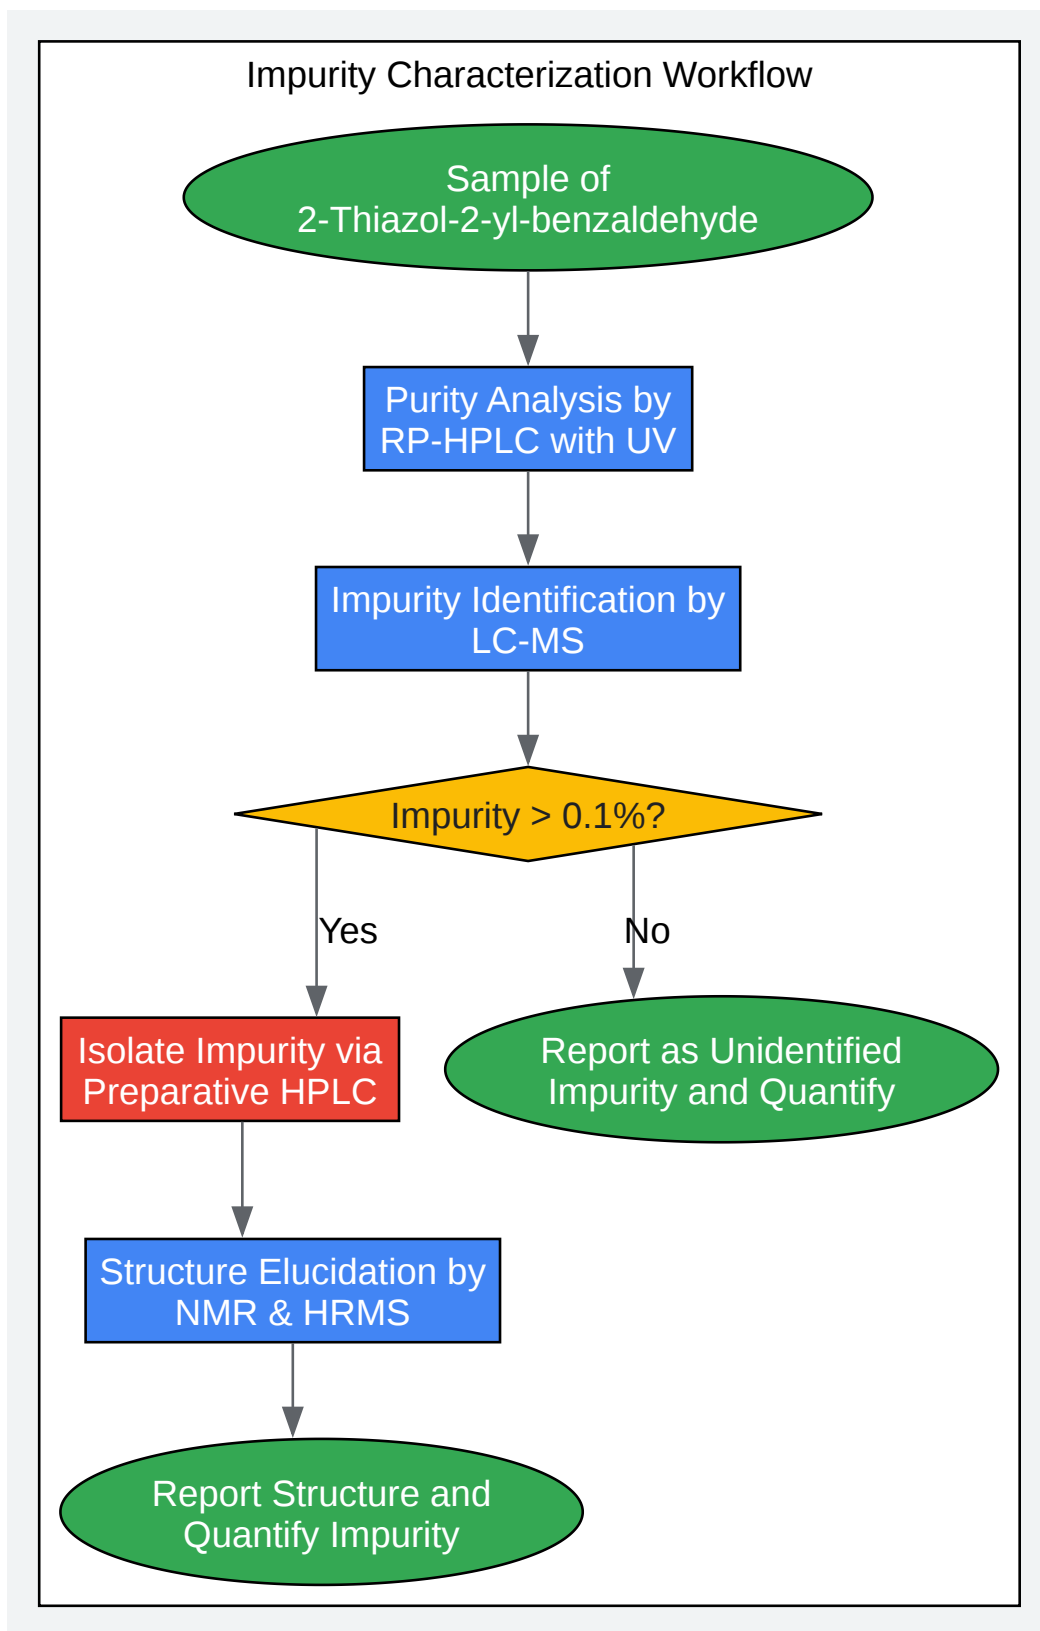 Impurity Characterization Workflow
Sample of
2-Thiazol-2-yl-benzaldehyde
Purity Analysis by
RP-HPLC with UV
Impurity Identification by
LC-MS
Impurity > 0.1%?
Yes
No
Isolate Impurity via
Preparative HPLC
Report as Unidentified
Impurity and Quantify
Structure Elucidation by
NMR & HRMS
Report Structure and
Quantify Impurity